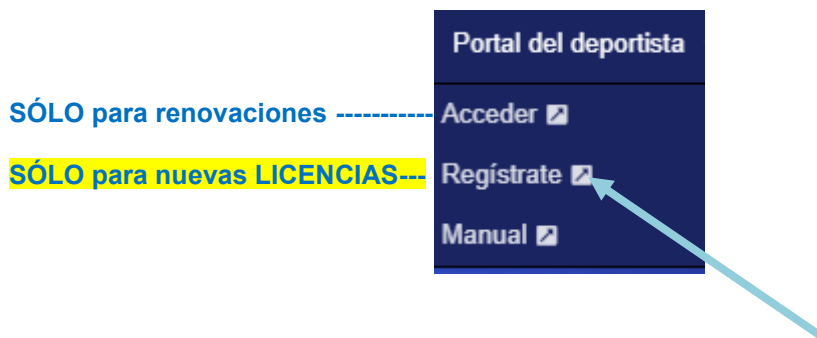 Portal del deportista
SÓLO para renovaciones ----------- Acceder
SÓLO para nuevas LICENCIAS--- Regístrate
Manual